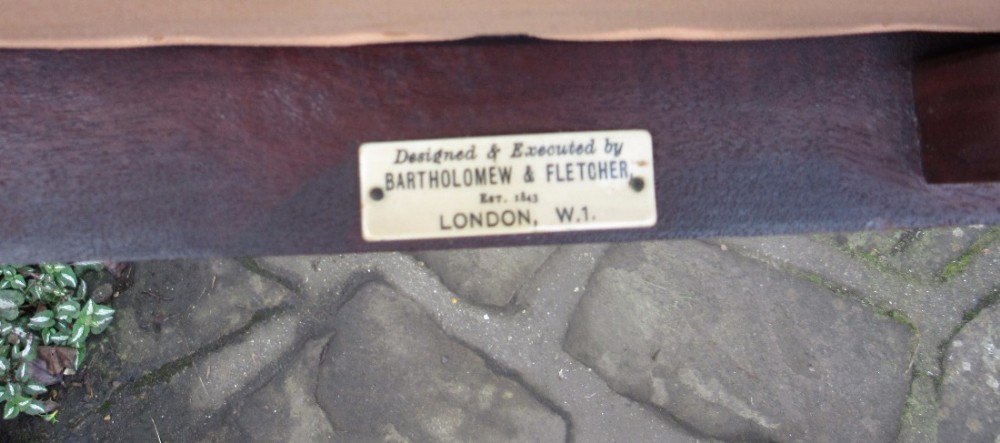 Designed & Executed by
BARTHOLOMEW & FLETCHER,
EST. 1843
LONDON, W.1.